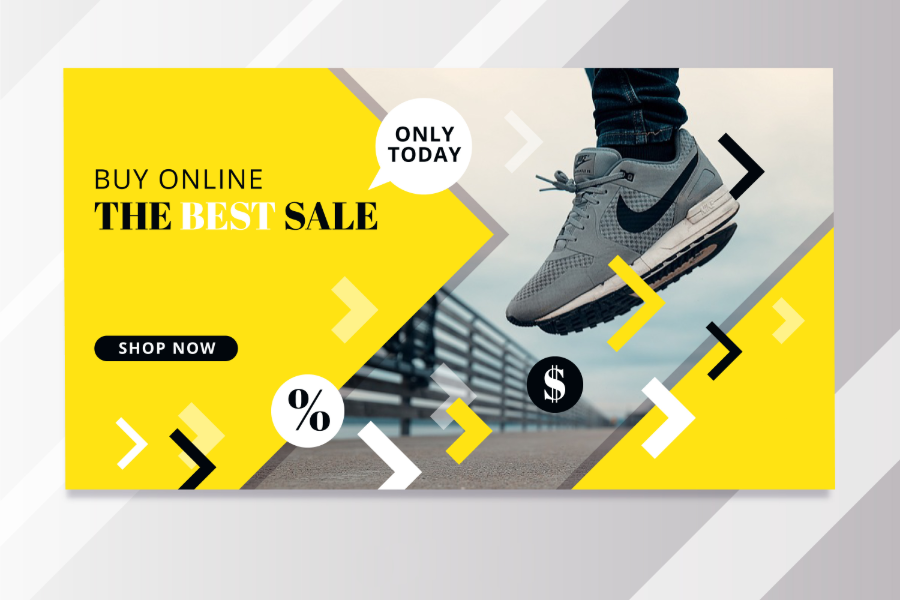 BUY ONLINE
THE BEST SALE
ONLY
TODAY
SHOP NOW
%
$